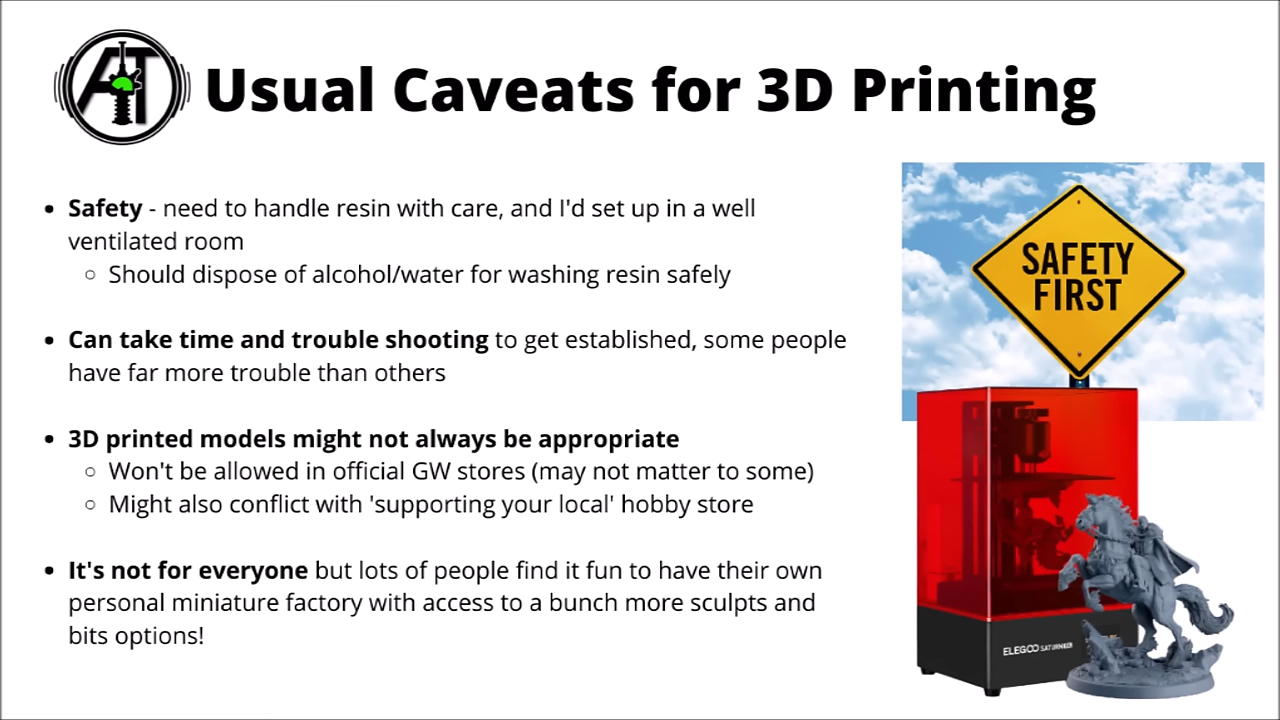 AT
Usual Caveats for 3D Printing
• Safety - need to handle resin with care, and I'd set up in a well
ventilated room
○ Should dispose of alcohol/water for washing resin safely
• Can take time and trouble shooting to get established, some people
have far more trouble than others
• 3D printed models might not always be appropriate
○ Won't be allowed in official GW stores (may not matter to some)
○ Might also conflict with 'supporting your local' hobby store
• It's not for everyone but lots of people find it fun to have their own
personal miniature factory with access to a bunch more sculpts and
bits options!
SAFETY
FIRST
ELEGOO SATURN